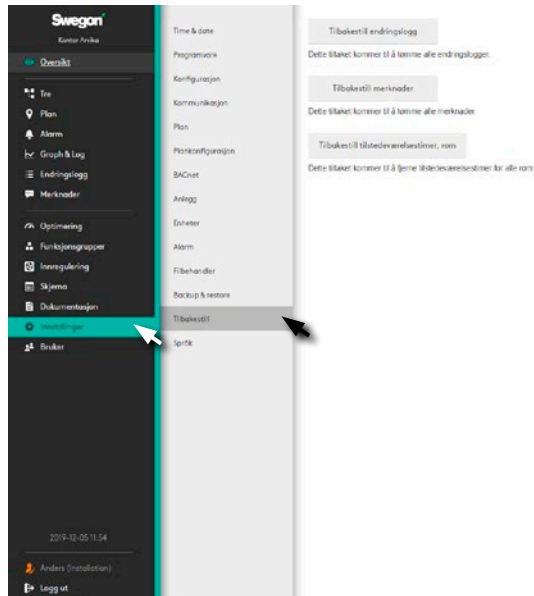 Swegon
Kontor Arvika
Oversikt
Tre
Plan
Alarm
Graph & Log
Endringslogg
Merknader
Optimering
Funksjonsgrupper
Innregulering
Skjema
Dokumentasjon
Innstillinger
Bruker
2019-12-05 11:54
Anders (Installation)
Logg ut
Time & date
Programvare
Konfigurasjon
Kommunikasjon
Plan
Plankonfigurasjon
BACnet
Anlegg
Enheter
Alarm
Filbehandler
Backup & restore
Tilbakestill
Språk
Tilbakestill endringslogg
Dette tiltaket kommer til å tømme alle endringslogger.
Tilbakestill merknader
Dette tiltaket kommer til å tømme alle merknader.
Tilbakestill tilstedeværelsestimer, rom
Dette tiltaket kommer til å fjerne tilstedeværelsestimer for alle rom